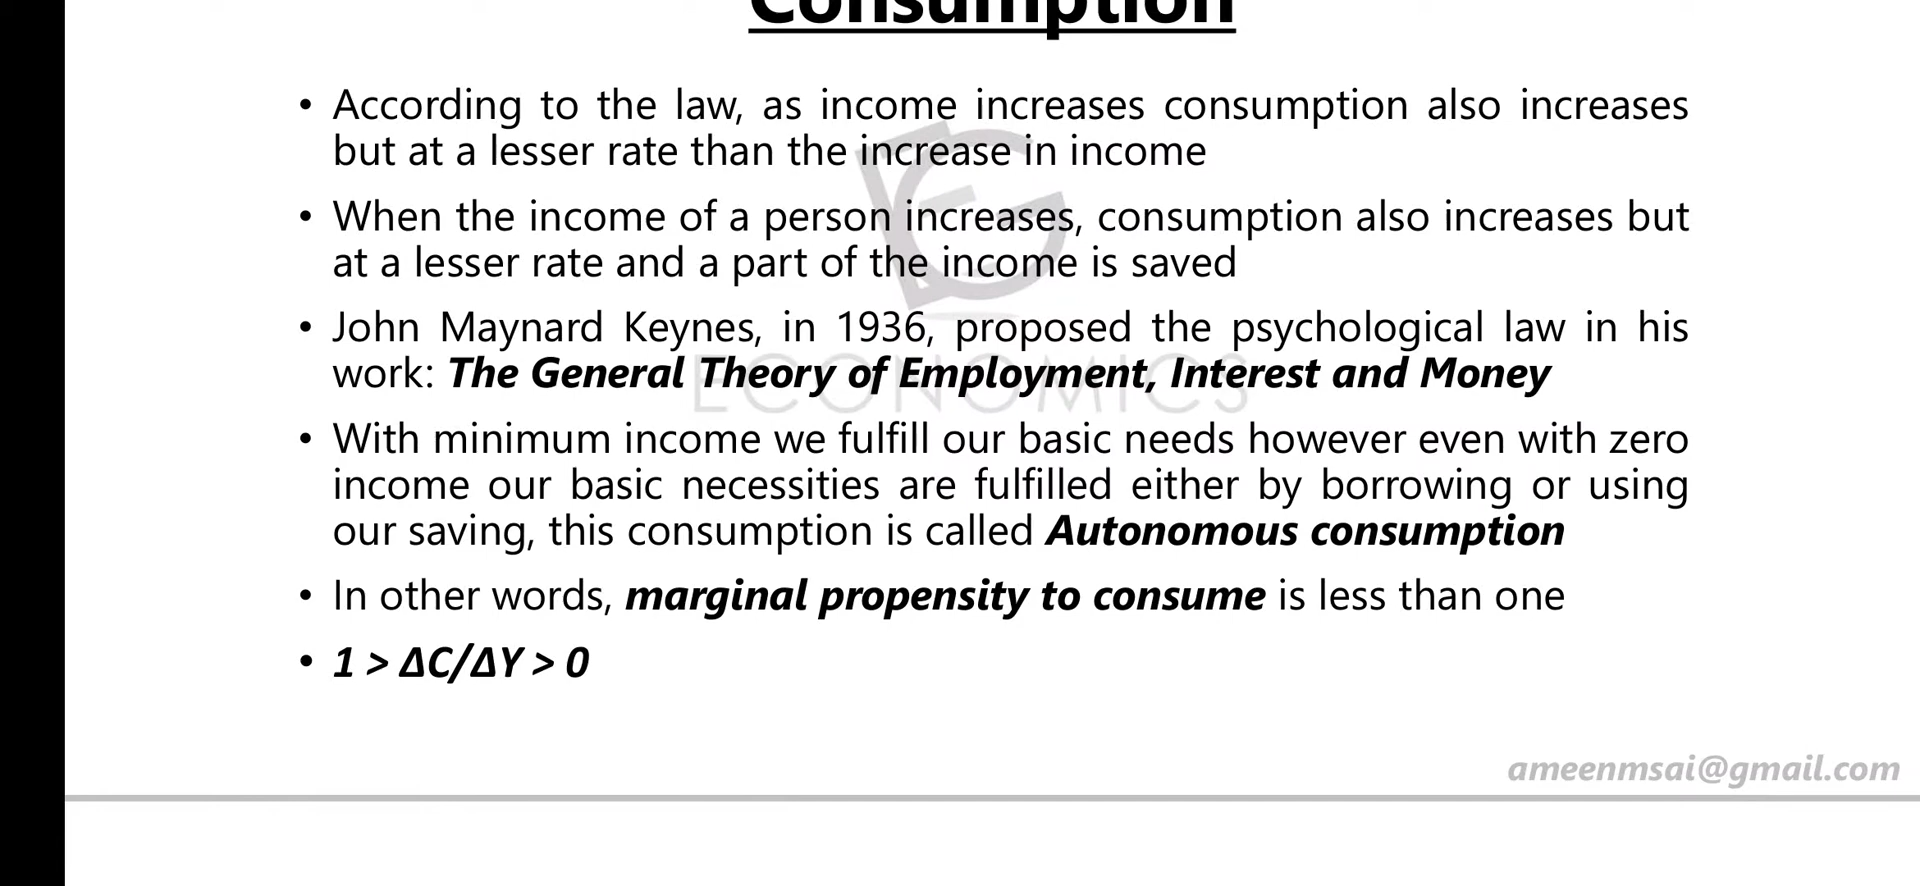 Consumption
• According to the law, as income increases consumption also increases
but at a lesser rate than the increase in income
• When the income of a person increases, consumption also increases but
at a lesser rate and a part of the income is saved
• John Maynard Keynes, in 1936, proposed the psychological law in his
work: The General Theory of Employment, Interest and Money
ECONOMICS
• With minimum income we fulfill our basic needs however even with zero
income our basic necessities are fulfilled either by borrowing or using
our saving, this consumption is called Autonomous consumption
• In other words, marginal propensity to consume is less than one
• 1 > ΔC/ΔY > 0
ameenmsai@gmail.com